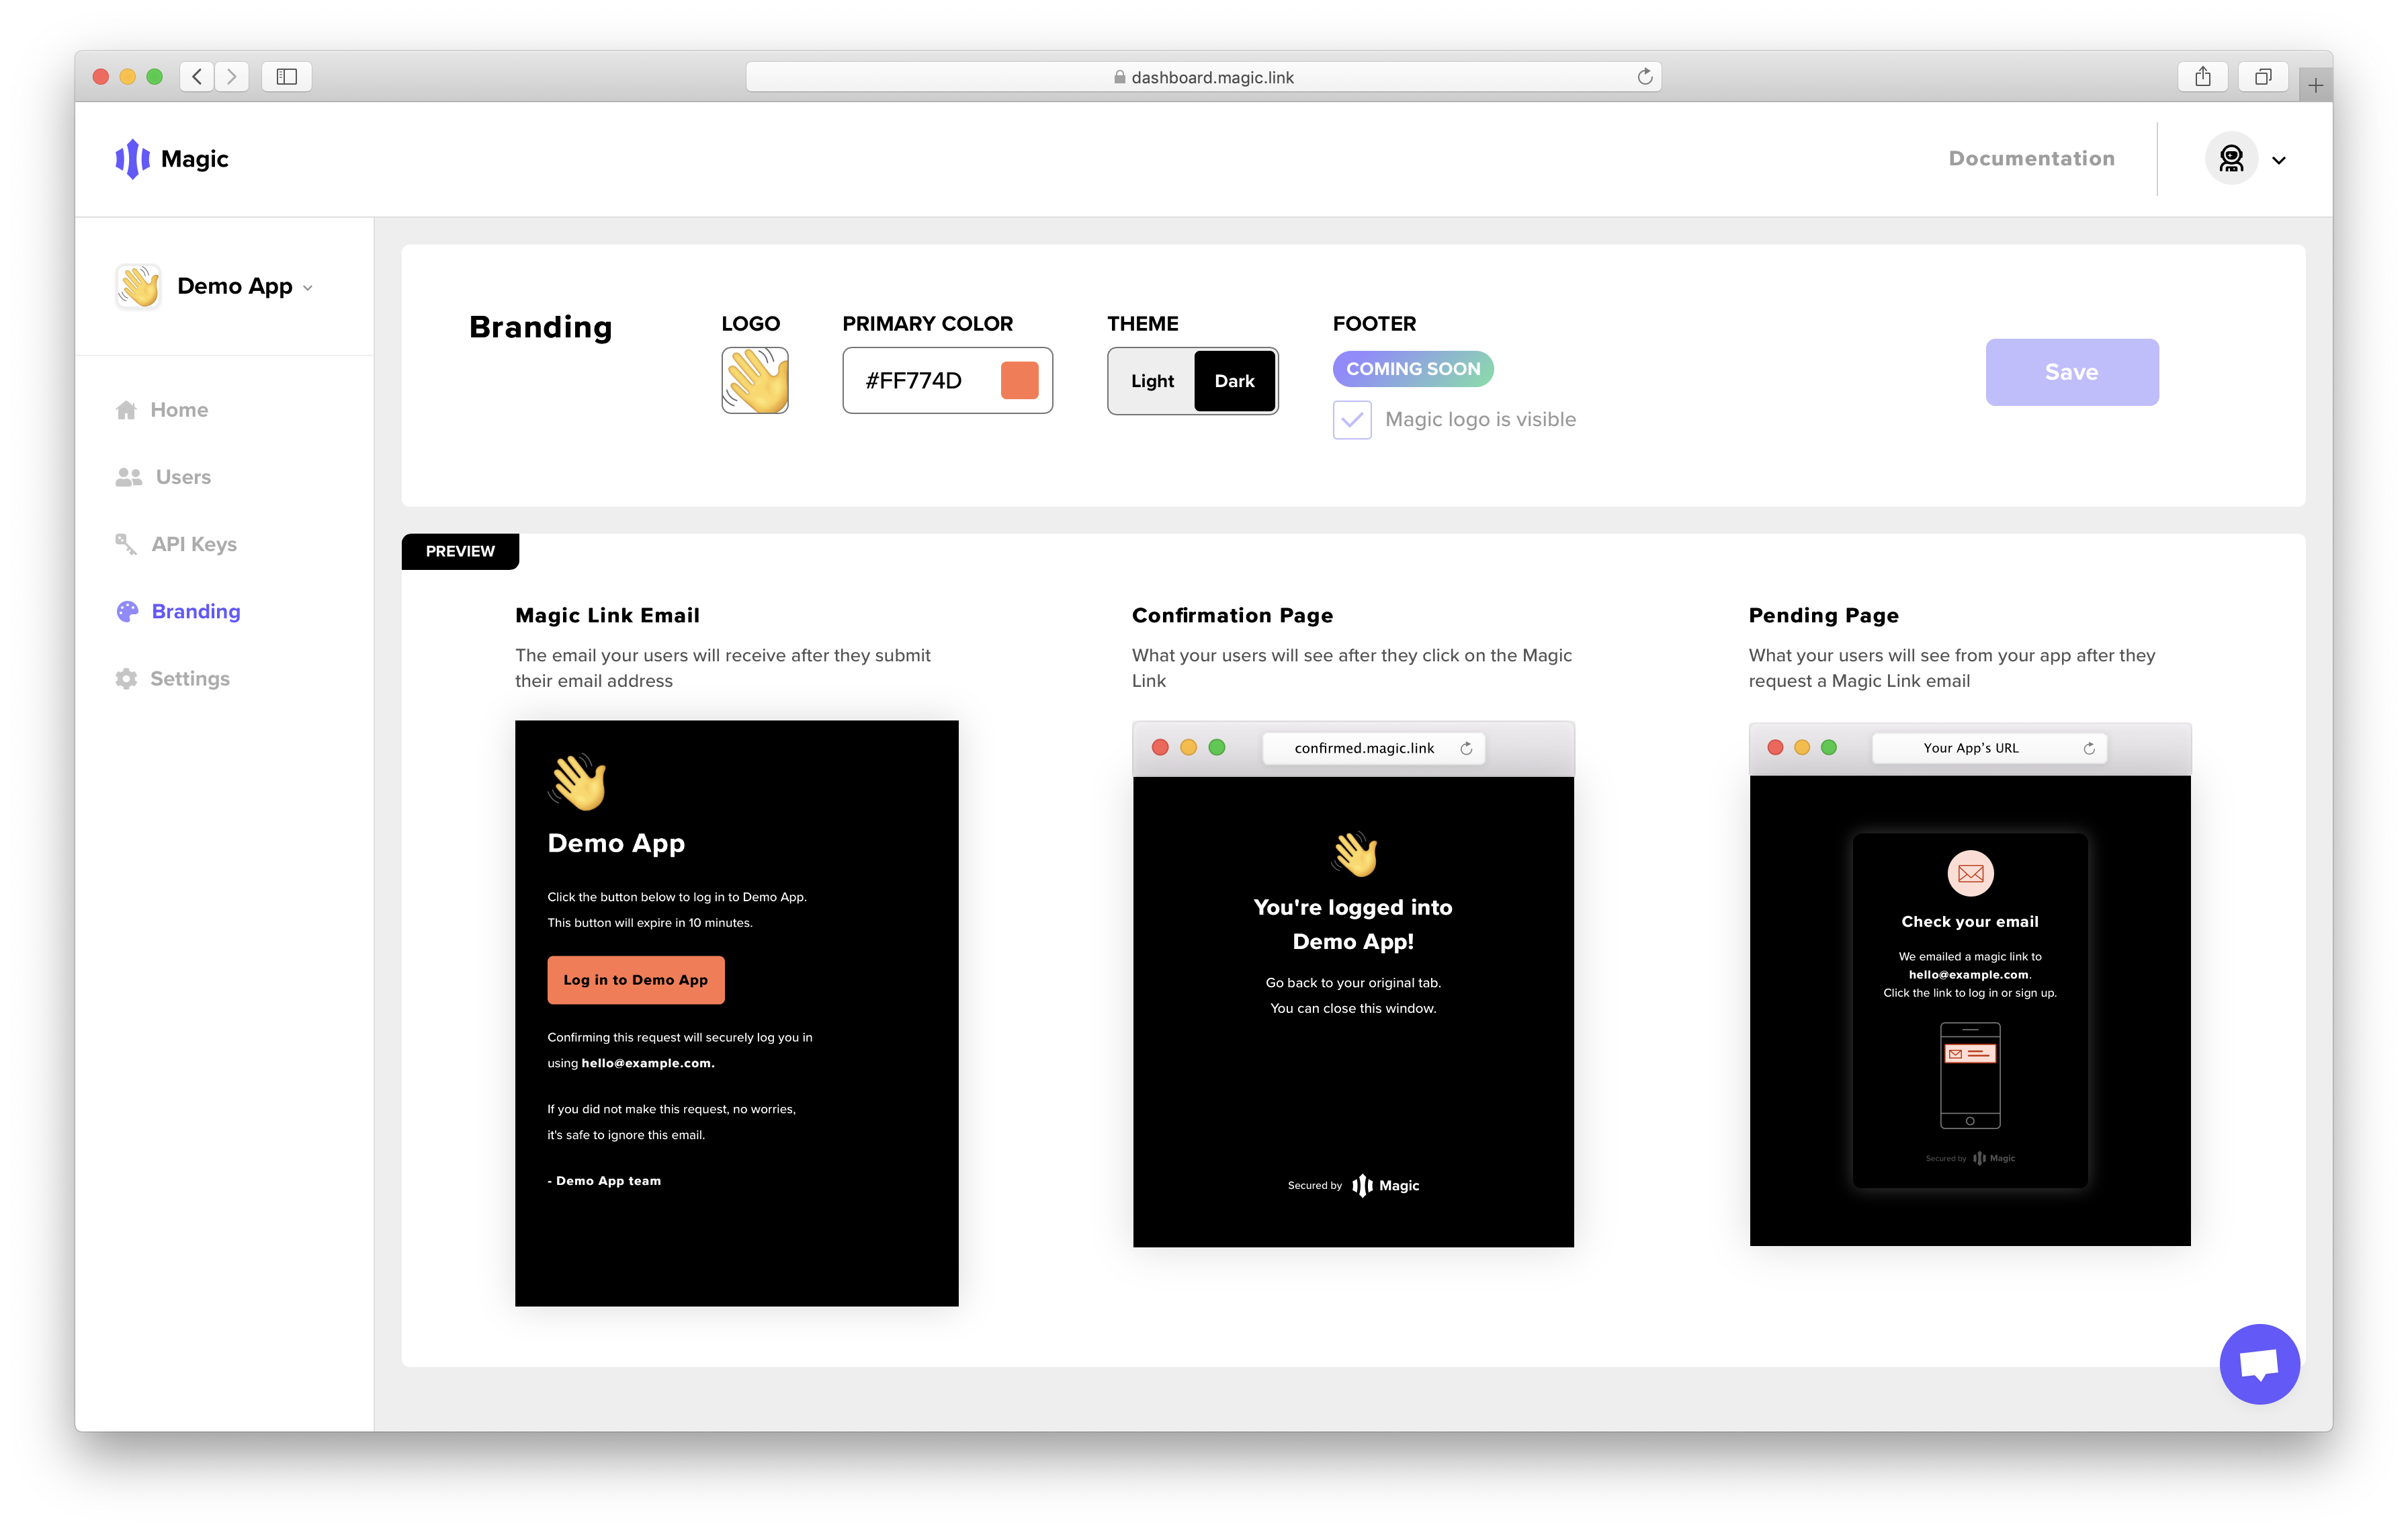 dashboard.magic.link
Magic
Documentation
Demo App
Home
Users
API Keys
Branding
Settings
Branding
LOGO
PRIMARY COLOR
#FF774D
THEME
Light
Dark
FOOTER
COMING SOON
Magic logo is visible
Save
PREVIEW
Magic Link Email
The email your users will receive after they submit
their email address
Demo App
Click the button below to log in to Demo App.
This button will expire in 10 minutes.
Log in to Demo App
Confirming this request will securely log you in
using hello@example.com.
If you did not make this request, no worries,
it's safe to ignore this email.
- Demo App team
Confirmation Page
What your users will see after they click on the Magic
Link
confirmed.magic.link
You're logged into
Demo App!
Go back to your original tab.
You can close this window.
Secured by Magic
Pending Page
What your users will see from your app after they
request a Magic Link email
Your App's URL
Check your email
We emailed a magic link to
hello@example.com.
Click the link to log in or sign up.
Secured by Magic